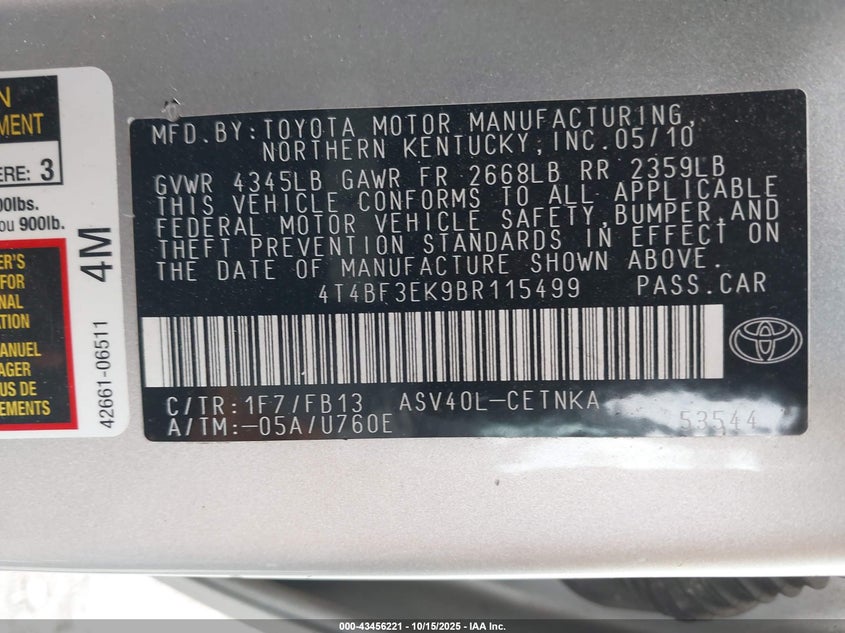 N
EMENT
ERE: 3
00lbs.
ou 900lb.
ER'S
FOR
NAL
ATION
MANUEL
AGER
US DE
EMENTS
4M
42661-06511
MFD.BY:TOYOTA MOTOR MANUFACTURING,
NORTHERN KENTUCKY,INC.05/10
GVWR 4345LB GAWR FR 2668LB RR 2359LB
THIS VEHICLE CONFORMS TO ALL APPLICABLE
FEDERAL MOTOR VEHICLE SAFETY,BUMPER,AND
THEFT PREVENTION STANDARDS IN EFFECT ON
THE DATE OF MANUFACTURE SHOWN ABOVE.
4T4BF3EK9BR115499 PASS.CAR
C/TR:1F7/FB13 ASV40L-CETNKA
A/TM:-05A/U760E 53544
000-43456221 - 10/15/2025 - IAA Inc.